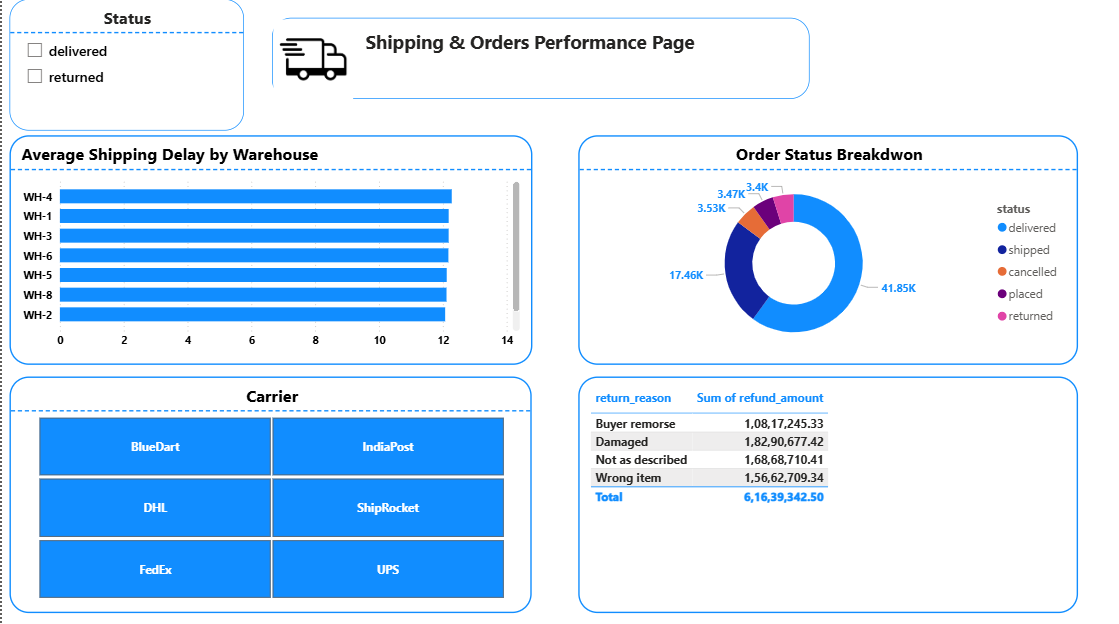 Status
delivered
returned
Shipping & Orders Performance Page
Average Shipping Delay by Warehouse
WH-4
WH-1
WH-3
WH-6
WH-5
WH-8
WH-2
0 2 4 6 8 10 12 14
Order Status Breakdwon
3.4K
3.47K
3.53K
17.46K
41.85K
status
delivered
shipped
cancelled
placed
returned
Carrier
BlueDart IndiaPost
DHL ShipRocket
FedEx UPS
return_reason Sum of refund_amount
Buyer remorse 1,08,17,245.33
Damaged 1,82,90,677.42
Not as described 1,68,68,710.41
Wrong item 1,56,62,709.34
Total 6,16,39,342.50